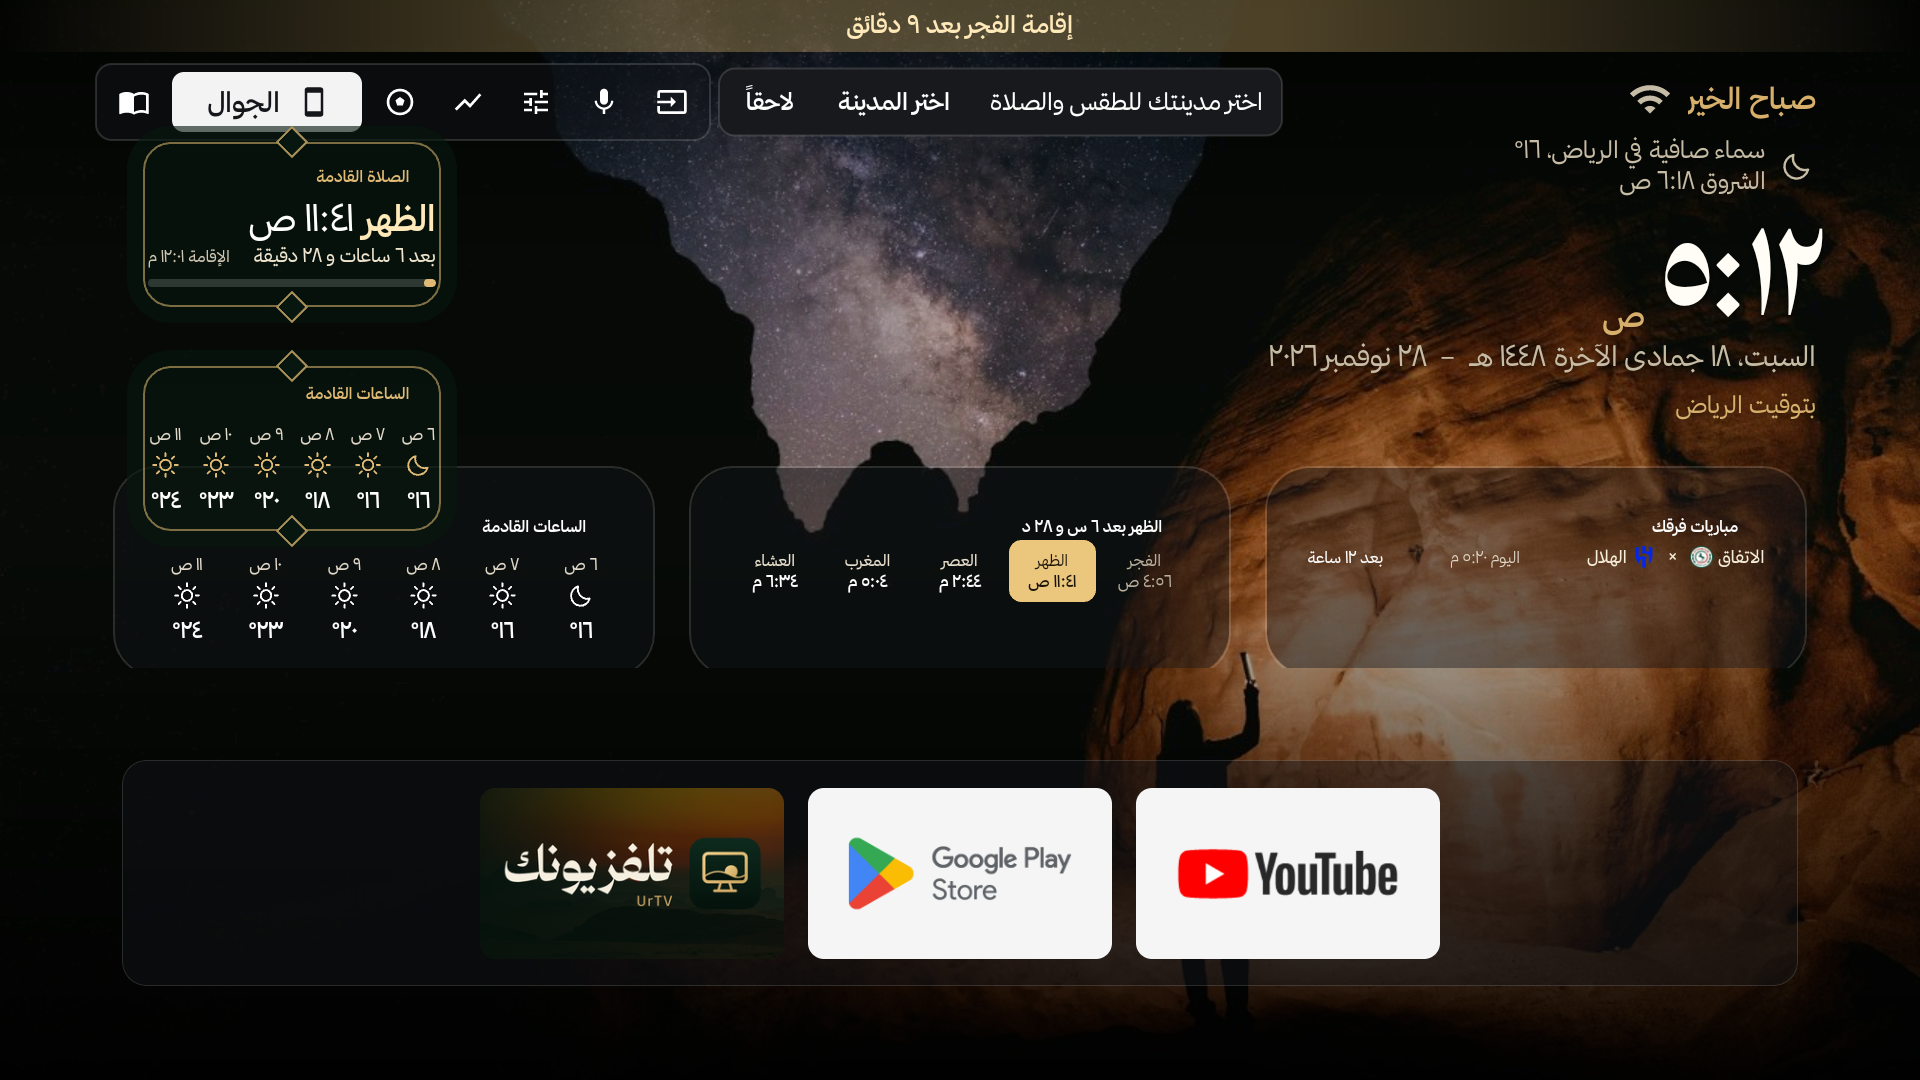 إقامة الفجر بعد ٩ دقائق
صباح الخير
سماء صافية في الرياض، ١٦°
الشروق ٦:١٨ ص
٥:١٢ ص
السبت، ١٨ جمادى الآخرة ١٤٤٨ هـ – ٢٨ نوفمبر ٢٠٢٦
بتوقيت الرياض
اختر مدينتك للطقس والصلاة
اختر المدينة
لاحقاً
الجوال
الصلاة القادمة
الظهر ١١:٤١ ص
بعد ٦ ساعات و ٢٨ دقيقة
الإقامة ١٢:٠١ م
الساعات القادمة
٦ ص ٧ ص ٨ ص ٩ ص ١٠ ص ١١ ص
١٦° ١٦° ١٨° ٢٠° ٢٣° ٢٤°
مباريات فرقك
الاتفاق × الهلال اليوم ٥:٢٠ م بعد ١٢ ساعة
الظهر بعد ٦ س و ٢٨ د
الفجر الظهر العصر المغرب العشاء
٤:٥٦ ص ١١:٤١ ص ٢:٤٤ م ٥:٠٤ م ٦:٣٤ م
الساعات القادمة
٦ ص ٧ ص ٨ ص ٩ ص ١٠ ص ١١ ص
١٦° ١٦° ١٨° ٢٠° ٢٣° ٢٤°
YouTube
Google Play
Store
تلفزيونك
UrTV